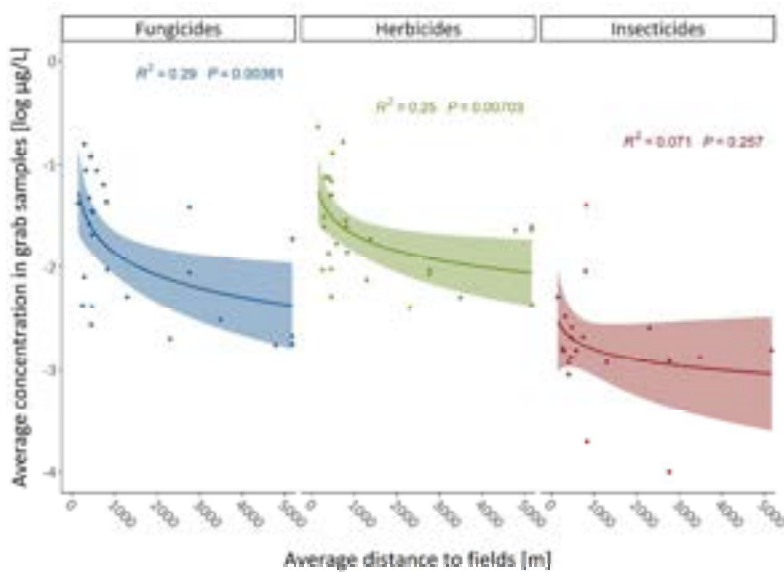 Fungicides Herbicides Insecticides
R² = 0.29 P = 0.00361
R² = 0.25 P = 0.00703
R² = 0.071 P = 0.257
Average concentration in grab samples [log µg/L]
0
-1
-2
-3
-4
0 1000 2000 3000 4000 5000 0 1000 2000 3000 4000 5000 0 1000 2000 3000 4000 5000
Average distance to fields [m]